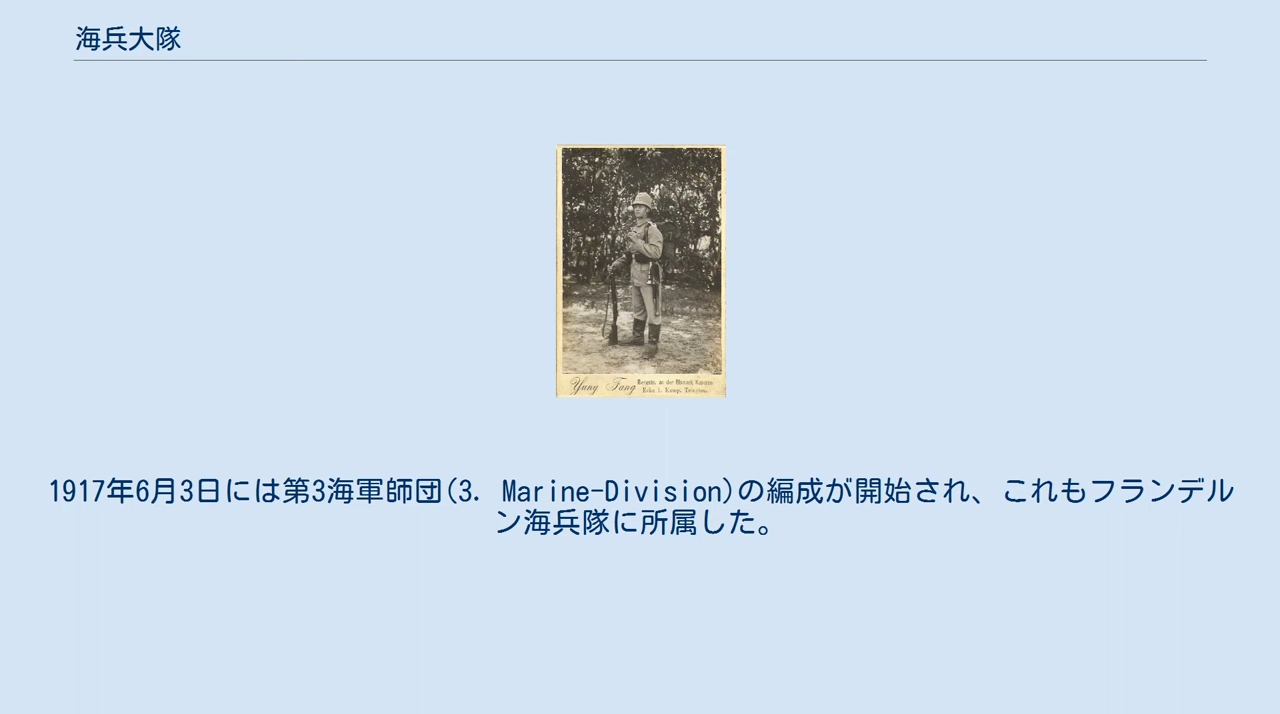 海兵大隊
Yung Tang
1917年6月3日には第3海軍師団(3. Marine-Division)の編成が開始され、これもフランデル
ン海兵隊に所属した。